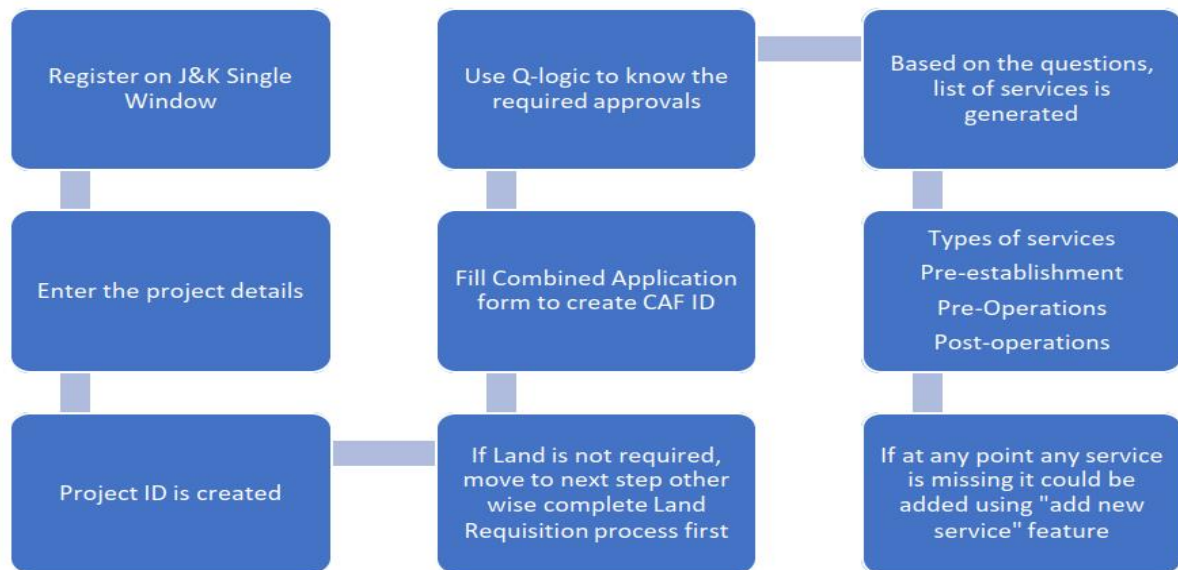 Register on J&K Single
Window
Enter the project details
Project ID is created
If Land is not required,
move to next step other
wise complete Land
Requisition process first
Fill Combined Application
form to create CAF ID
Use Q-logic to know the
required approvals
Based on the questions,
list of services is
generated
Types of services
Pre-establishment
Pre-Operations
Post-operations
If at any point any service
is missing it could be
added using "add new
service" feature